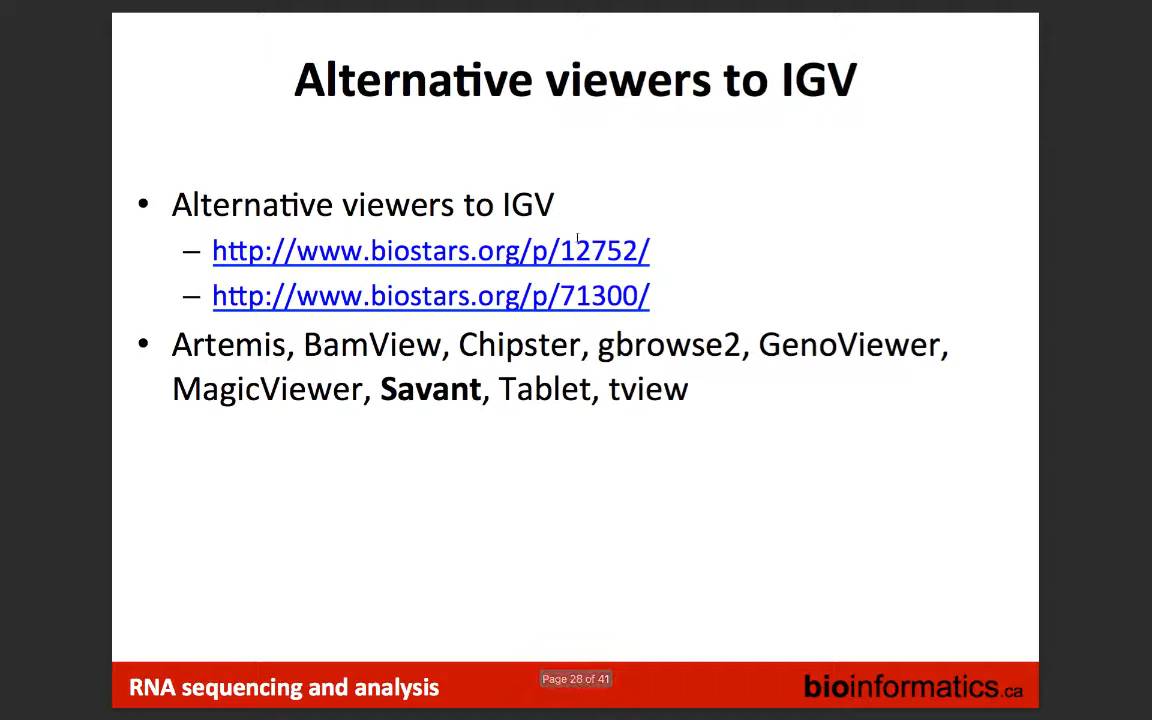 Alternative viewers to IGV
• Alternative viewers to IGV
– http://www.biostars.org/p/12752/
– http://www.biostars.org/p/71300/
• Artemis, BamView, Chipster, gbrowse2, GenoViewer,
MagicViewer, Savant, Tablet, tview
RNA sequencing and analysis
Page 28 of 41
bioinformatics.ca